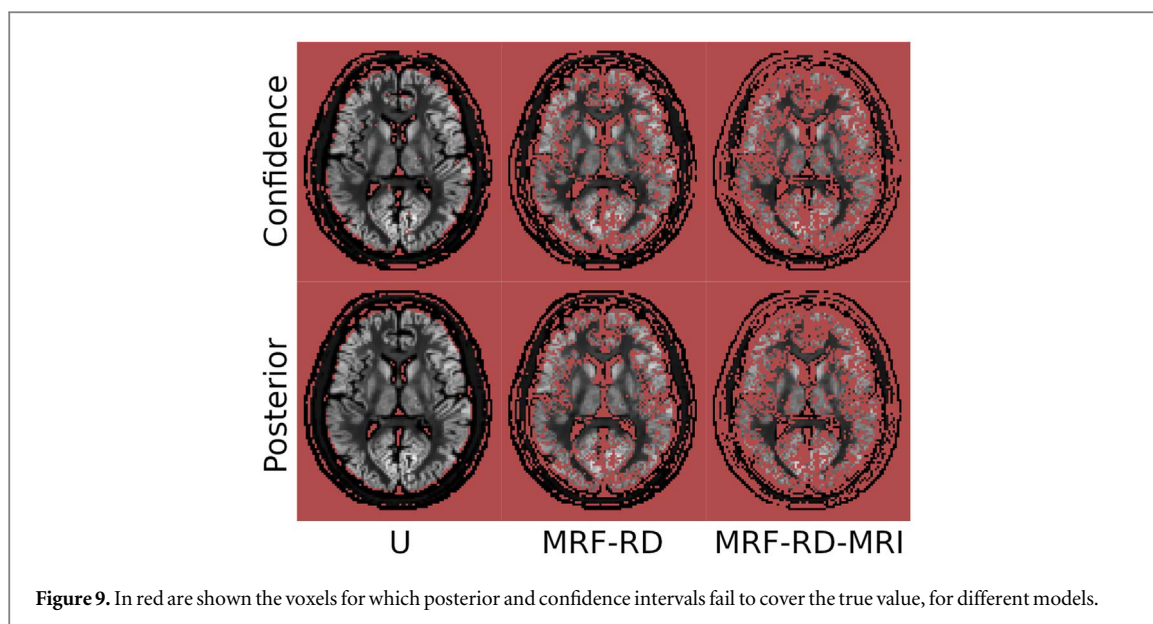 Confidence
Posterior
U
MRF-RD
MRF-RD-MRI
Figure 9. In red are shown the voxels for which posterior and confidence intervals fail to cover the true value, for different models.